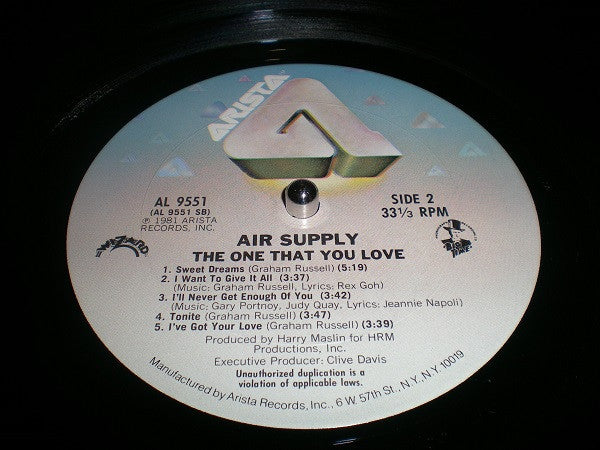 ARISTA
AL 9551
(AL 9551 SB)
℗ 1981 ARISTA
RECORDS, INC.
SIDE 2
33 1/3 RPM
AIR SUPPLY
THE ONE THAT YOU LOVE
1. Sweet Dreams (Graham Russell) (5:19)
2. I Want To Give It All (3:37)
(Music: Graham Russell, Lyrics: Rex Goh)
3. I'll Never Get Enough Of You (3:42)
(Music: Gary Portnoy, Judy Quay, Lyrics: Jeannie Napoli)
4. Tonite (Graham Russell) (3:47)
5. I've Got Your Love (Graham Russell) (3:39)
Produced by Harry Maslin for HRM
Productions, Inc.
Executive Producer: Clive Davis
Unauthorized duplication is a
violation of applicable laws.
Manufactured by Arista Records, Inc., 6 W. 57th St., N.Y., N.Y. 10019